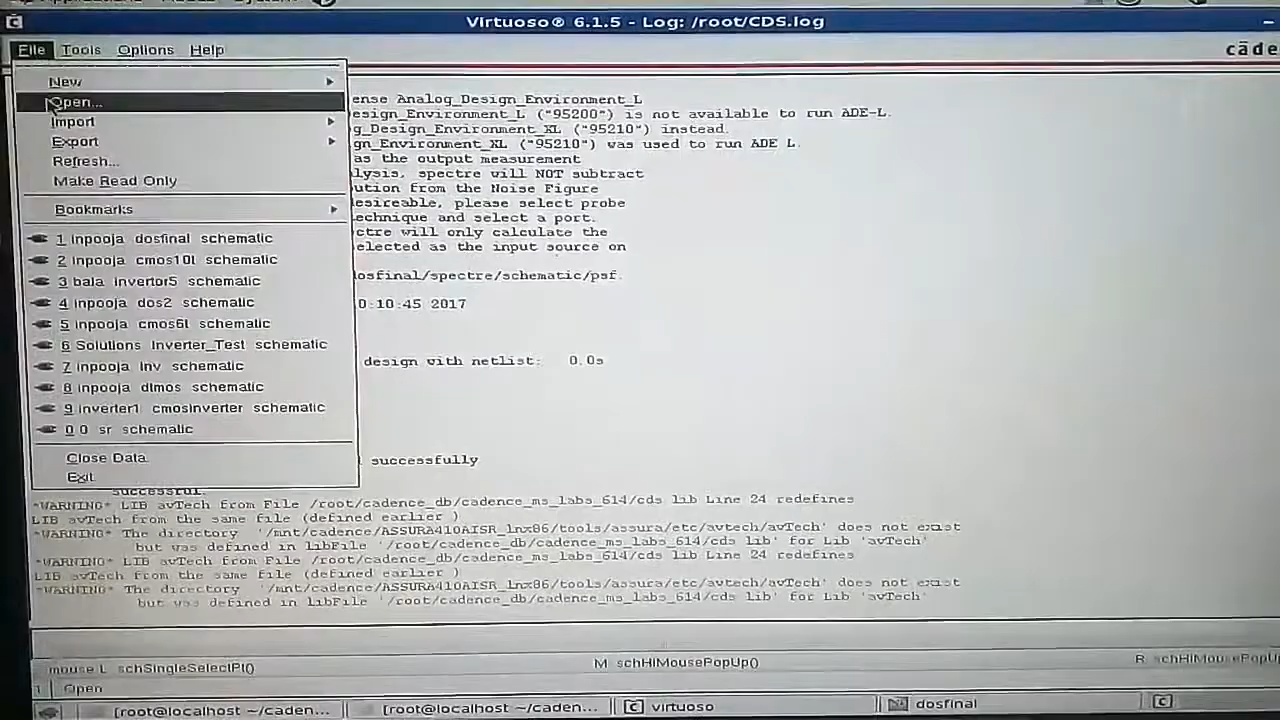 Virtuoso® 6.1.5 - Log: /root/CDS.log
File Tools Options Help
cāde
New
Open...
Import
Export
Refresh...
Make Read Only
Bookmarks
1 inpooja dosfinal schematic
2 inpooja cmos10t schematic
3 bala invertor5 schematic
4 inpooja dos2 schematic
5 inpooja cmos6t schematic
6 Solutions Inverter_Test schematic
7 inpooja inv schematic
8 inpooja dlmos schematic
9 inverter1 cmosinverter schematic
0 0 sr schematic
Close Data
Exit
ense Analog_Design_Environment_L
esign_Environment_L ("95200") is not available to run ADE-L.
g_Design_Environment_XL ("95210") instead.
gn_Environment_XL ("95210") was used to run ADE L.
as the output measurement
lysis, spectre will NOT subtract
ution from the Noise Figure
esireable, please select probe
echnique and select a port.
ctre will only calculate the
elected as the input source on
osfinal/spectre/schematic/psf.
0:10:45 2017
design with netlist: 0.0s
successfully
successful.
*WARNING* LIB avTech from File /root/cadence_db/cadence_ms_labs_614/cds lib Line 24 redefines
LIB avTech from the same file (defined earlier )
*WARNING* The directory '/mnt/cadence/ASSURA410AISR_lnx86/tools/assura/etc/avtech/avTech' does not exist
but was defined in libFile '/root/cadence_db/cadence_ms_labs_614/cds lib' for Lib 'avTech'
*WARNING* LIB avTech from File /root/cadence_db/cadence_ms_labs_614/cds lib Line 24 redefines
LIB avTech from the same file (defined earlier )
*WARNING* The directory '/mnt/cadence/ASSURA410AISR_lnx86/tools/assura/etc/avtech/avTech' does not exist
but was defined in libFile '/root/cadence_db/cadence_ms_labs_614/cds lib' for Lib 'avTech'
mouse L: schSingleSelectPt() M: schHiMousePopUp() R: schHiMousePopUp
1 Open
[root@localhost ~/caden... [root@localhost ~/caden... virtuoso dosfinal